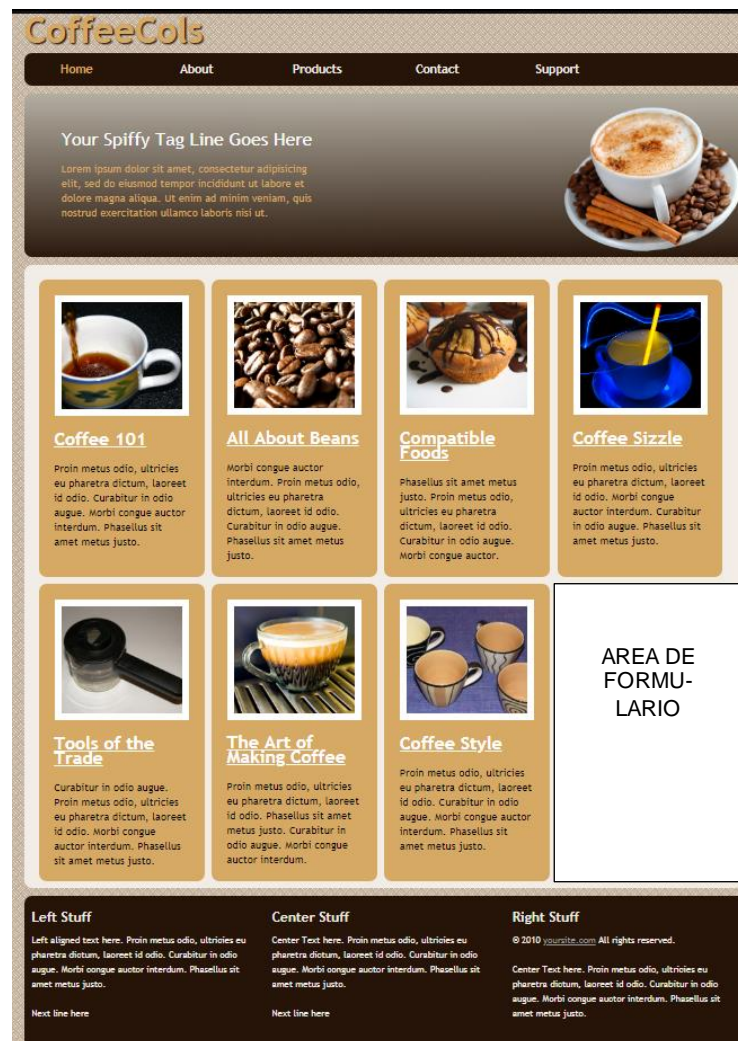 CoffeeCols
Home About Products Contact Support
Your Spiffy Tag Line Goes Here
Lorem ipsum dolor sit amet, consectetur adipisicing
elit, sed do eiusmod tempor incididunt ut labore et
dolore magna aliqua. Ut enim ad minim veniam, quis
nostrud exercitation ullamco laboris nisi ut.
Coffee 101
Proin metus odio, ultricies
eu pharetra dictum, laoreet
id odio. Curabitur in odio
augue. Morbi congue auctor
interdum. Phasellus sit
amet metus justo.
All About Beans
Morbi congue auctor
interdum. Proin metus odio,
ultricies eu pharetra
dictum, laoreet id odio.
Curabitur in odio augue.
Phasellus sit amet metus
justo.
Compatible
Foods
Phasellus sit amet metus
justo. Proin metus odio,
ultricies eu pharetra
dictum, laoreet id odio.
Curabitur in odio augue.
Morbi congue auctor.
Coffee Sizzle
Proin metus odio, ultricies
eu pharetra dictum, laoreet
id odio. Morbi congue
auctor interdum. Curabitur
in odio augue. Phasellus sit
amet metus justo.
Tools of the
Trade
Curabitur in odio augue.
Proin metus odio, ultricies
eu pharetra dictum, laoreet
id odio. Morbi congue
auctor interdum. Phasellus
sit amet metus justo.
The Art of
Making Coffee
Proin metus odio, ultricies
eu pharetra dictum, laoreet
id odio. Phasellus sit amet
metus justo. Curabitur in
odio augue. Morbi congue
auctor interdum.
Coffee Style
Proin metus odio, ultricies
eu pharetra dictum, laoreet
id odio. Curabitur in odio
augue. Morbi congue auctor
interdum. Phasellus sit
amet metus justo.
AREA DE
FORMU-
LARIO
Left Stuff
Left aligned text here. Proin metus odio, ultricies eu
pharetra dictum, laoreet id odio. Curabitur in odio
augue. Morbi congue auctor interdum. Phasellus sit
amet metus justo.
Next line here
Center Stuff
Center Text here. Proin metus odio, ultricies eu
pharetra dictum, laoreet id odio. Curabitur in odio
augue. Morbi congue auctor interdum. Phasellus sit
amet metus justo.
Next line here
Right Stuff
© 2010 yoursite.com All rights reserved.
Center Text here. Proin metus odio, ultricies eu
pharetra dictum, laoreet id odio. Curabitur in odio
augue. Morbi congue auctor interdum. Phasellus sit
amet metus justo.